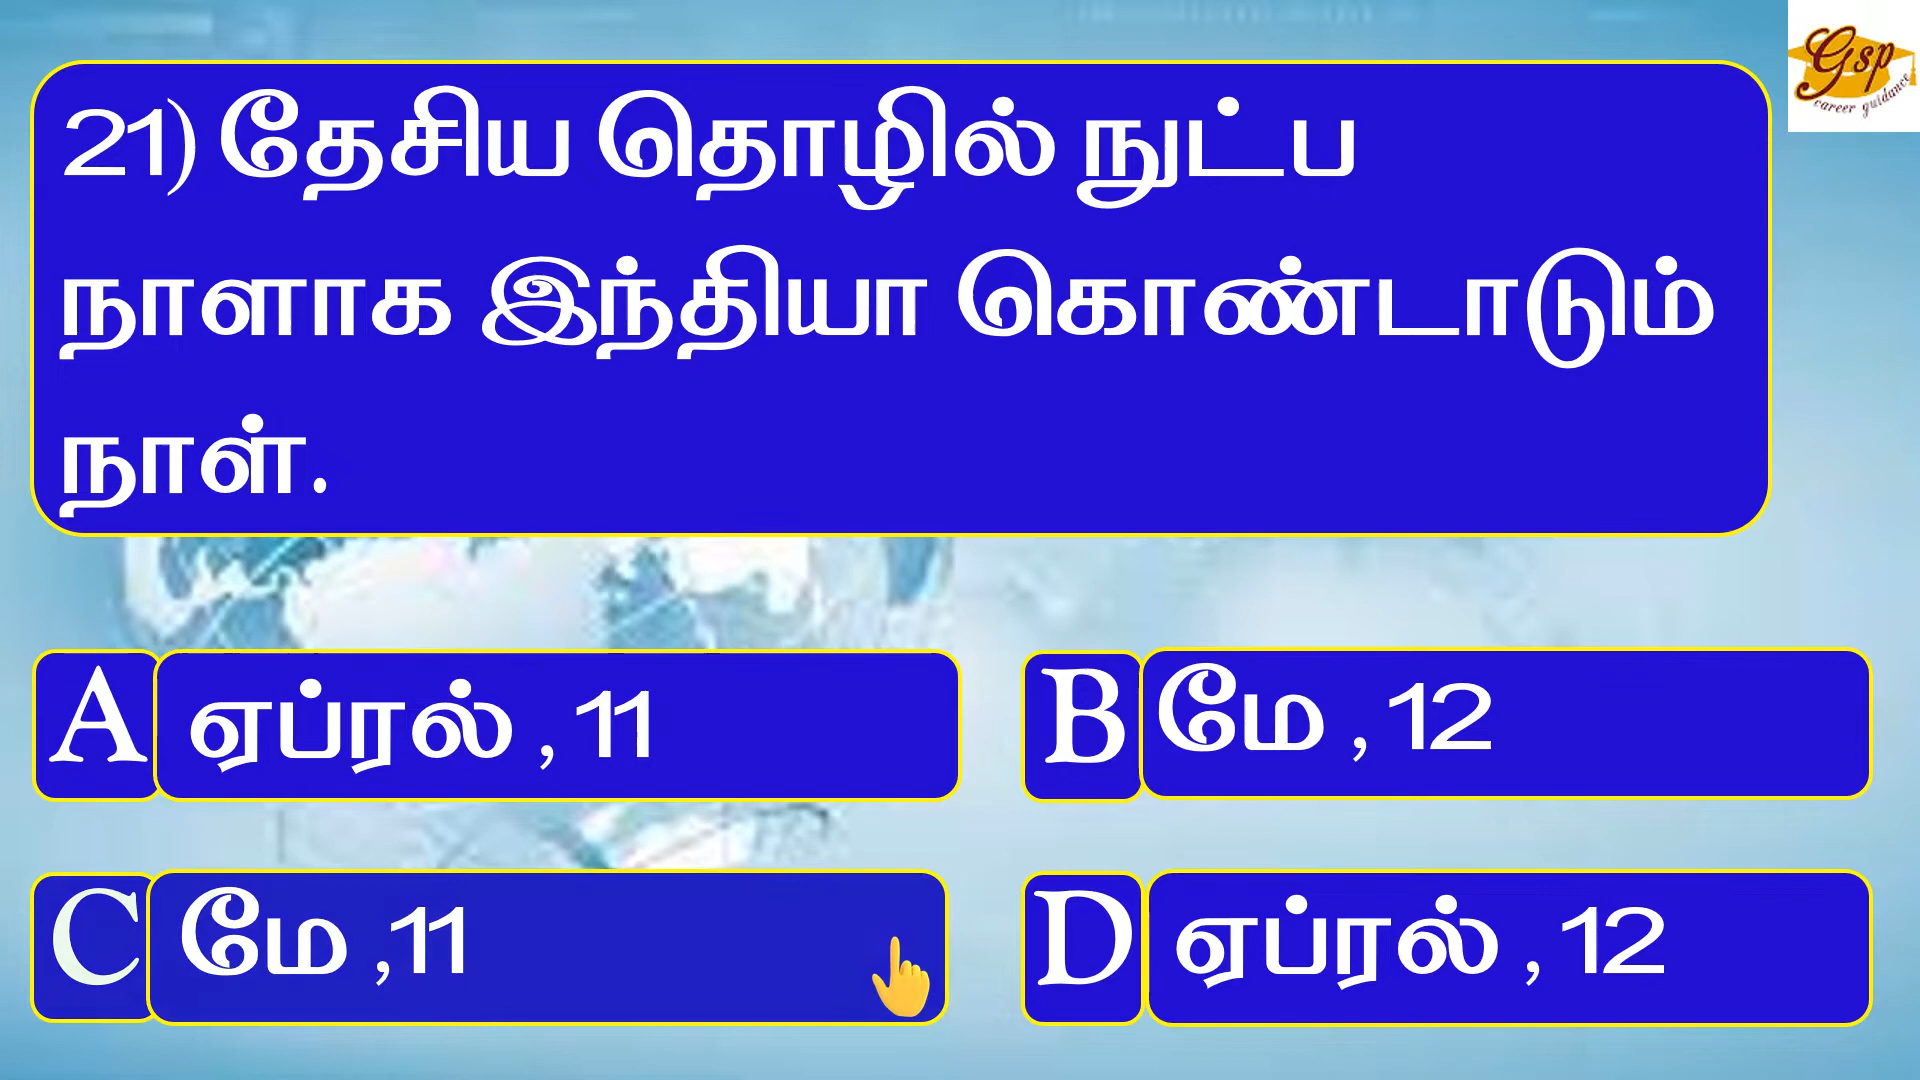 Gsp
career guidance
21) தேசிய தொழில் நுட்ப
நாளாக இந்தியா கொண்டாடும்
நாள்.
A ஏப்ரல் , 11
B மே , 12
C மே ,11
D ஏப்ரல் , 12